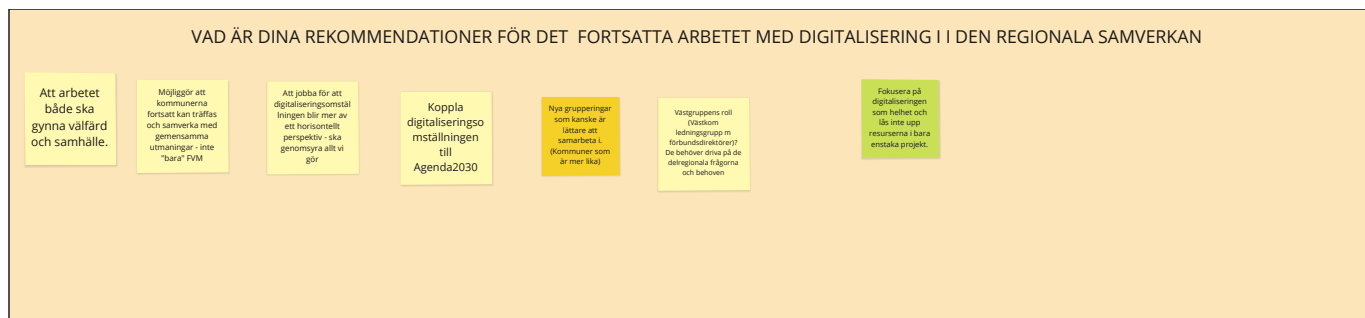 VAD ÄR DINA REKOMMENDATIONER FÖR DET FORTSATTA ARBETET MED DIGITALISERING I I DEN REGIONALA SAMVERKAN
Att arbetet
både ska
gynna välfärd
och samhälle.
Möjliggör att
kommunerna
fortsatt kan träffas
och samverka med
gemensamma
utmaningar - inte
"bara" FVM
Att jobba för att
digitaliseringsomstäl
lningen blir mer av
ett horisontellt
perspektiv - ska
genomsyra allt vi
gör
Koppla
digitaliseringso
mställningen
till
Agenda2030
Nya grupperingar
som kanske är
lättare att
samarbeta i.
(Kommuner som
är mer lika)
Västgruppens roll
(Västkom
ledningsgrupp m
förbundsdirektörer)?
De behöver driva på de
delregionala frågorna
och behoven
Fokusera på
digitaliseringen
som helhet och
lås inte upp
resurserna i bara
enstaka projekt.